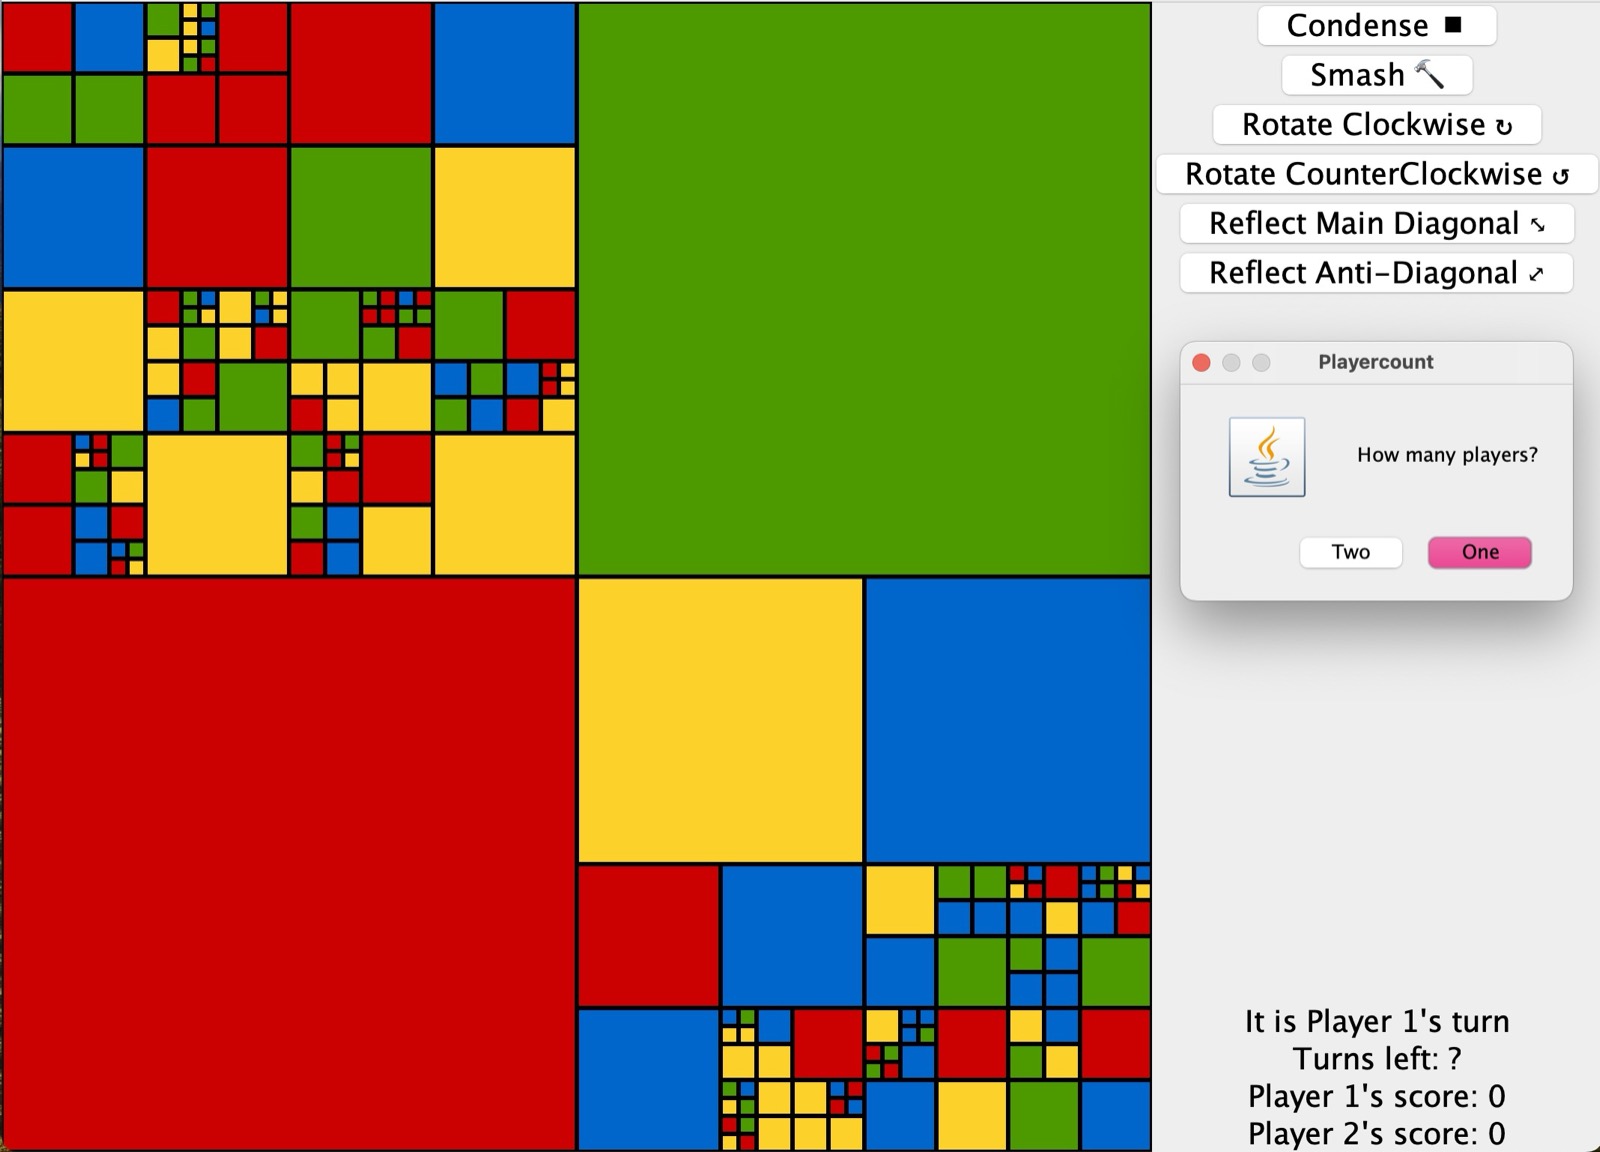 Condense ■
Smash 🔨
Rotate Clockwise ↻
Rotate CounterClockwise ↺
Reflect Main Diagonal ⤡
Reflect Anti-Diagonal ⤢
Playercount
How many players?
Two
One
It is Player 1's turn
Turns left: ?
Player 1's score: 0
Player 2's score: 0